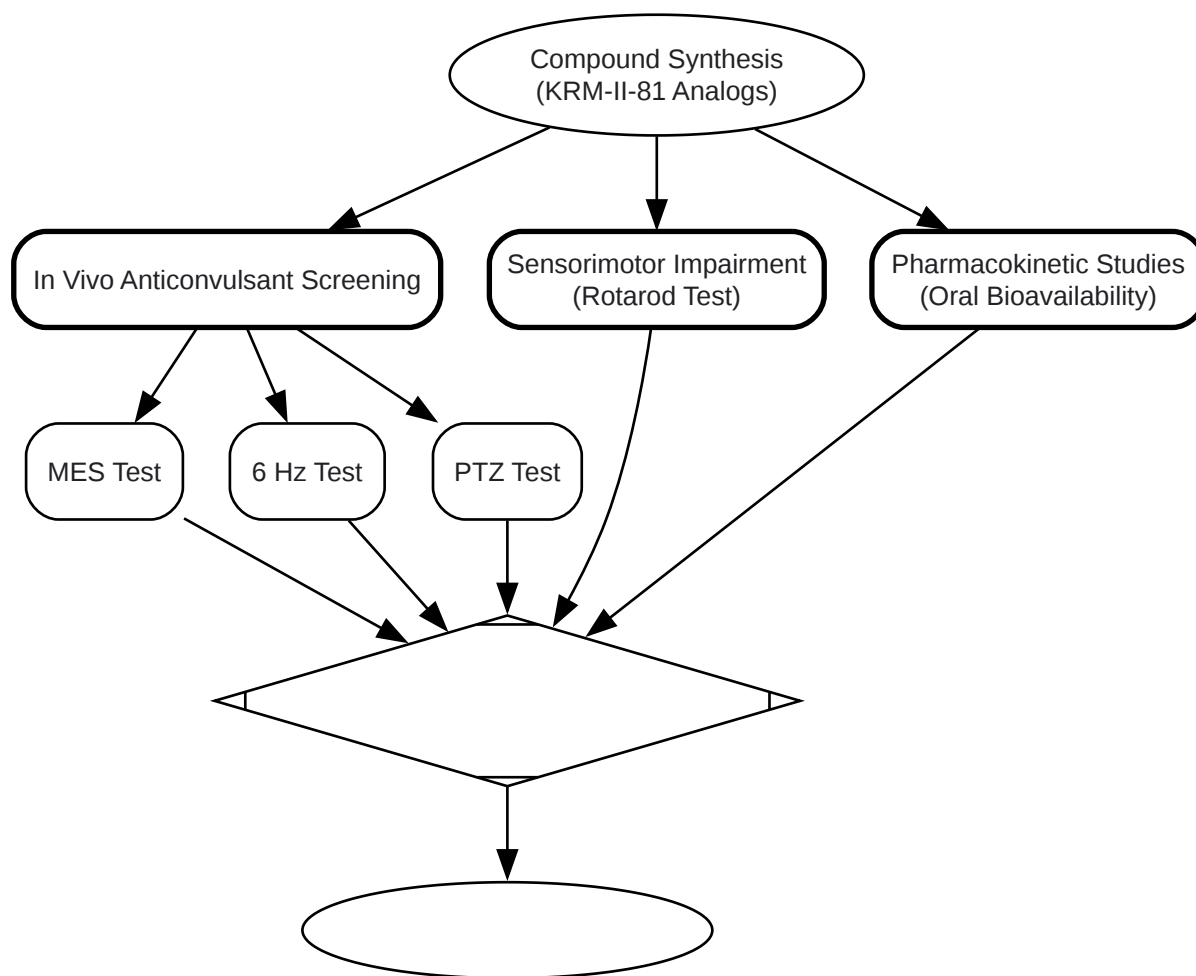 Compound Synthesis
(KRM-II-81 Analogs)
In Vivo Anticonvulsant Screening
Sensorimotor Impairment
(Rotarod Test)
Pharmacokinetic Studies
(Oral Bioavailability)
MES Test
6 Hz Test
PTZ Test